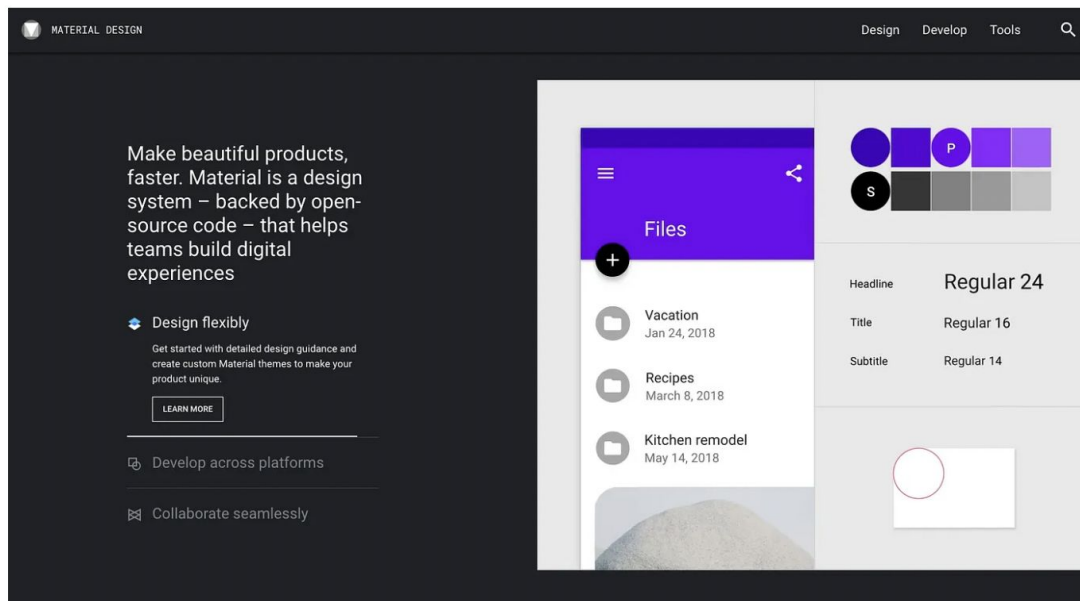 MATERIAL DESIGN
Design
Develop
Tools
Make beautiful products,
faster. Material is a design
system – backed by open-
source code – that helps
teams build digital
experiences
Design flexibly
Get started with detailed design guidance and
create custom Material themes to make your
product unique.
LEARN MORE
Develop across platforms
Collaborate seamlessly
Files
Vacation
Jan 24, 2018
Recipes
March 8, 2018
Kitchen remodel
May 14, 2018
P
S
Headline Regular 24
Title Regular 16
Subtitle Regular 14